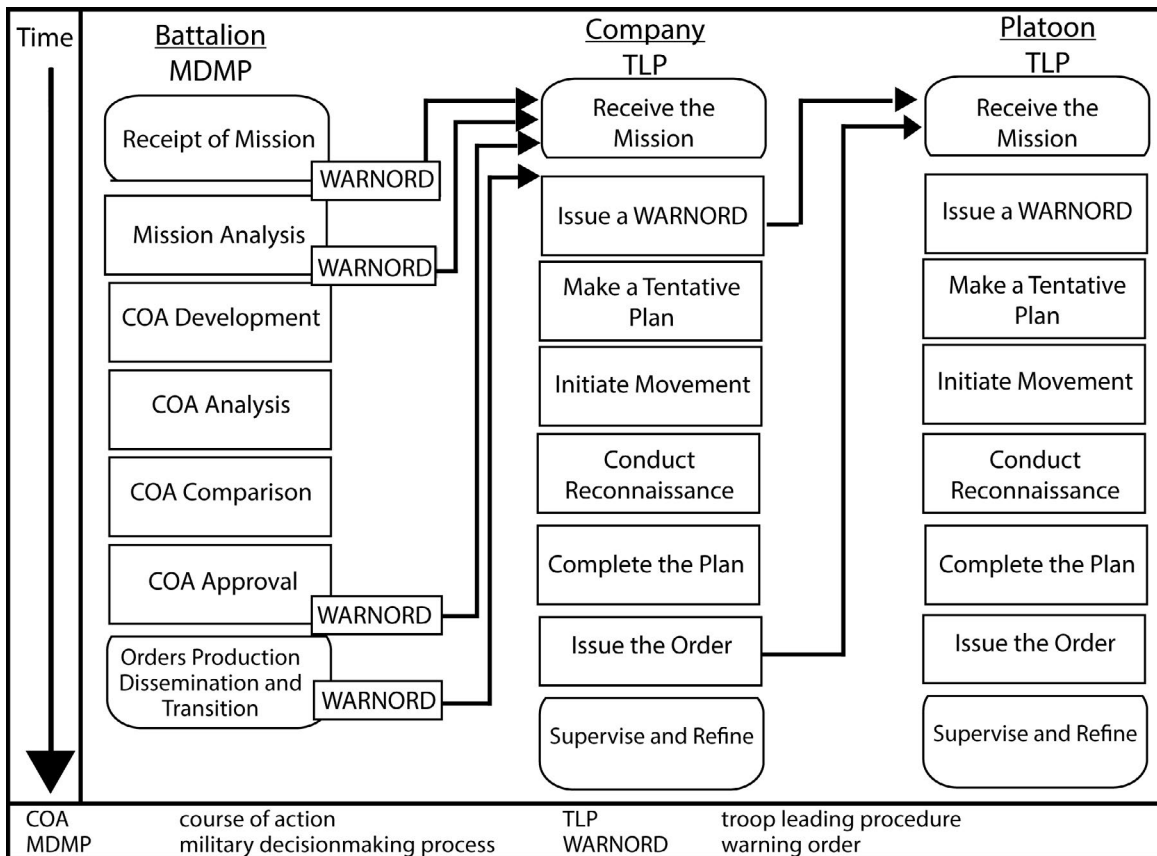 Time
Battalion
MDMP
Receipt of Mission
WARNORD
Mission Analysis
WARNORD
COA Development
COA Analysis
COA Comparison
COA Approval
WARNORD
Orders Production
Dissemination and
Transition
WARNORD
Company
TLP
Receive the
Mission
Issue a WARNORD
Make a Tentative
Plan
Initiate Movement
Conduct
Reconnaissance
Complete the Plan
Issue the Order
Supervise and Refine
Platoon
TLP
Receive the
Mission
Issue a WARNORD
Make a Tentative
Plan
Initiate Movement
Conduct
Reconnaissance
Complete the Plan
Issue the Order
Supervise and Refine
COA course of action TLP troop leading procedure
MDMP military decisionmaking process WARNORD warning order